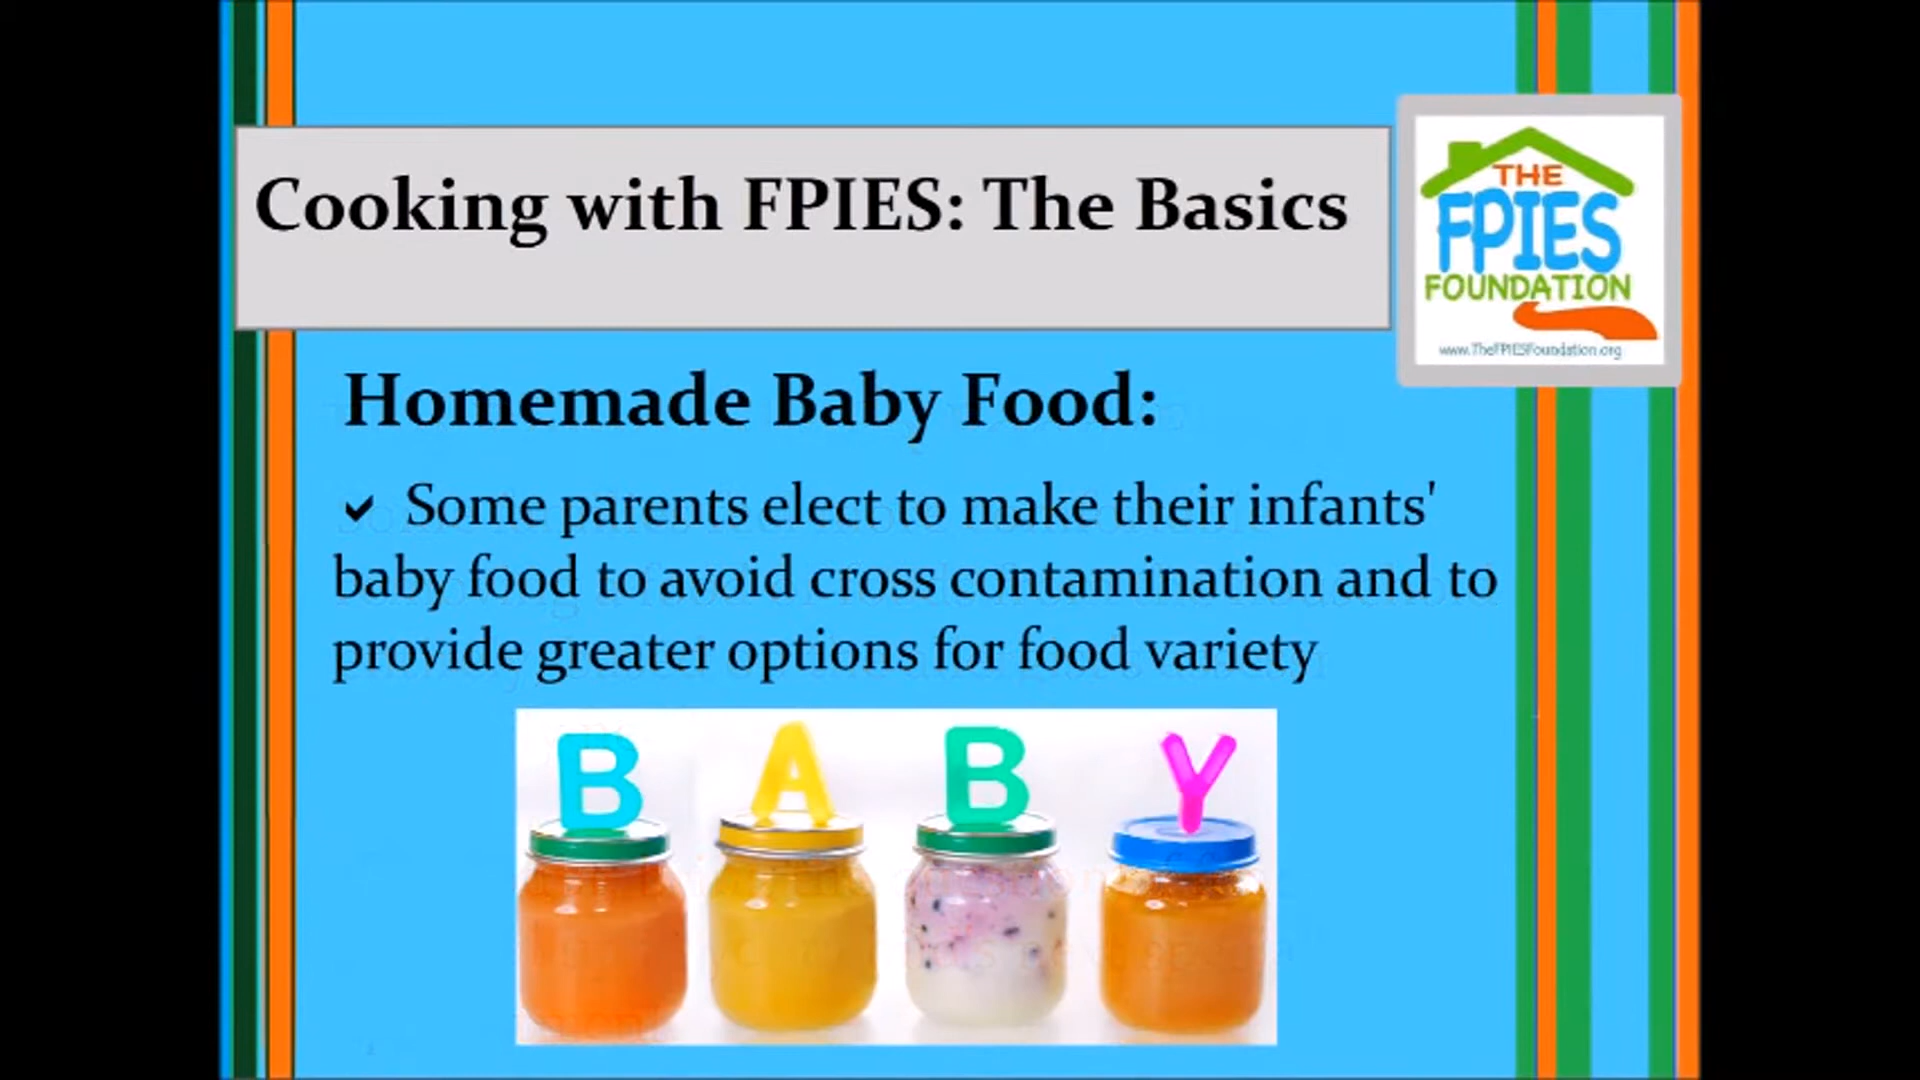 Cooking with FPIES: The Basics
THE
FPIES
FOUNDATION
www.TheFPIESFoundation.org
Homemade Baby Food:
✓ Some parents elect to make their infants'
baby food to avoid cross contamination and to
provide greater options for food variety
B A B Y